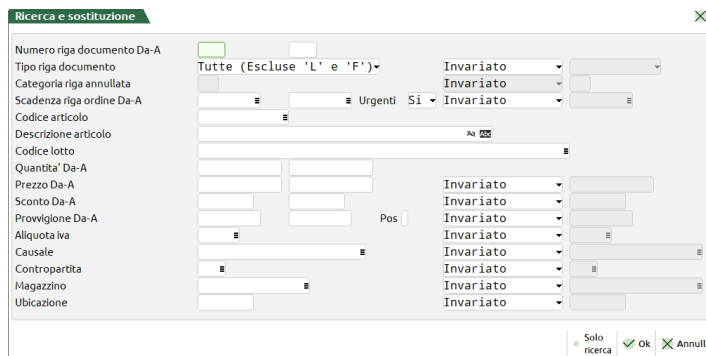 Ricerca e sostituzione
Numero riga documento Da-A
Tipo riga documento Tutte (Escluse 'L' e 'F') Invariato
Categoria riga annullata Invariato
Scadenza riga ordine Da-A Urgenti Si Invariato
Codice articolo
Descrizione articolo Abc
Codice lotto
Quantita' Da-A
Prezzo Da-A Invariato
Sconto Da-A Invariato
Provvigione Da-A Pos Invariato
Aliquota iva Invariato
Causale Invariato
Contropartita Invariato
Magazzino Invariato
Ubicazione Invariato
Solo ricerca Ok Annull